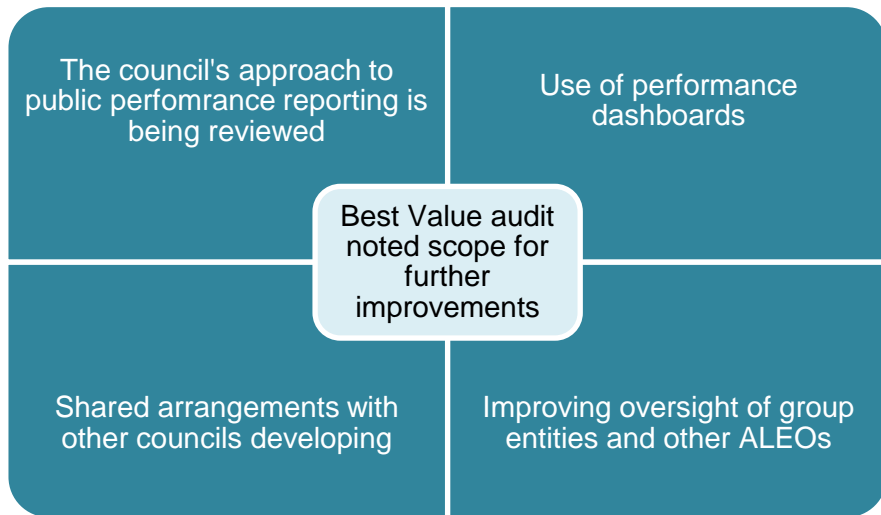 The council's approach to
public perfomrance reporting is
being reviewed
Use of performance
dashboards
Best Value audit
noted scope for
further
improvements
Shared arrangements with
other councils developing
Improving oversight of group
entities and other ALEOs